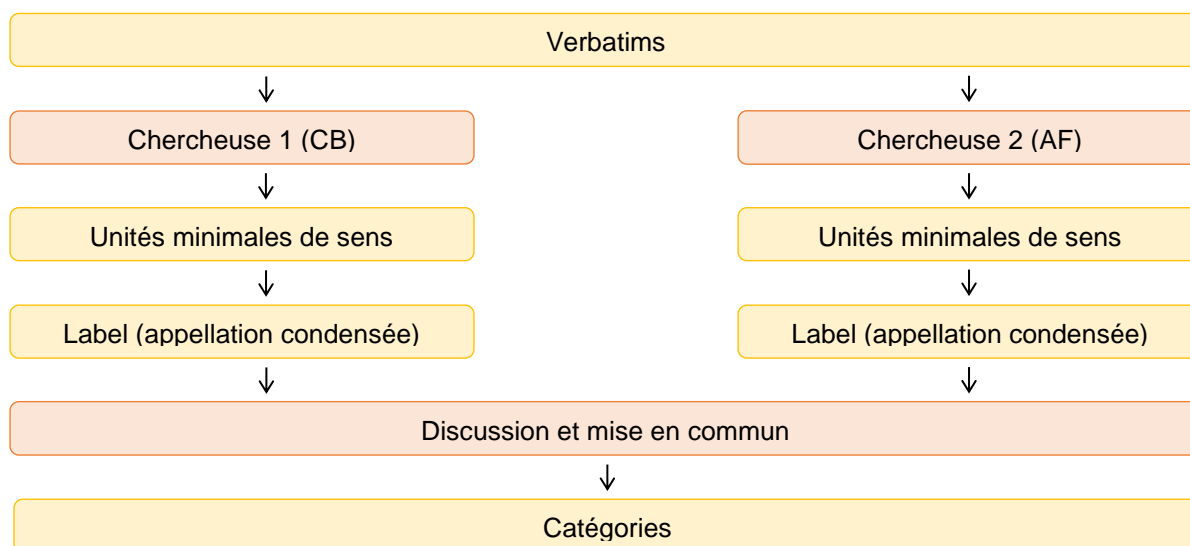 Verbatims
Chercheuse 1 (CB)
Chercheuse 2 (AF)
Unités minimales de sens
Unités minimales de sens
Label (appellation condensée)
Label (appellation condensée)
Discussion et mise en commun
Catégories